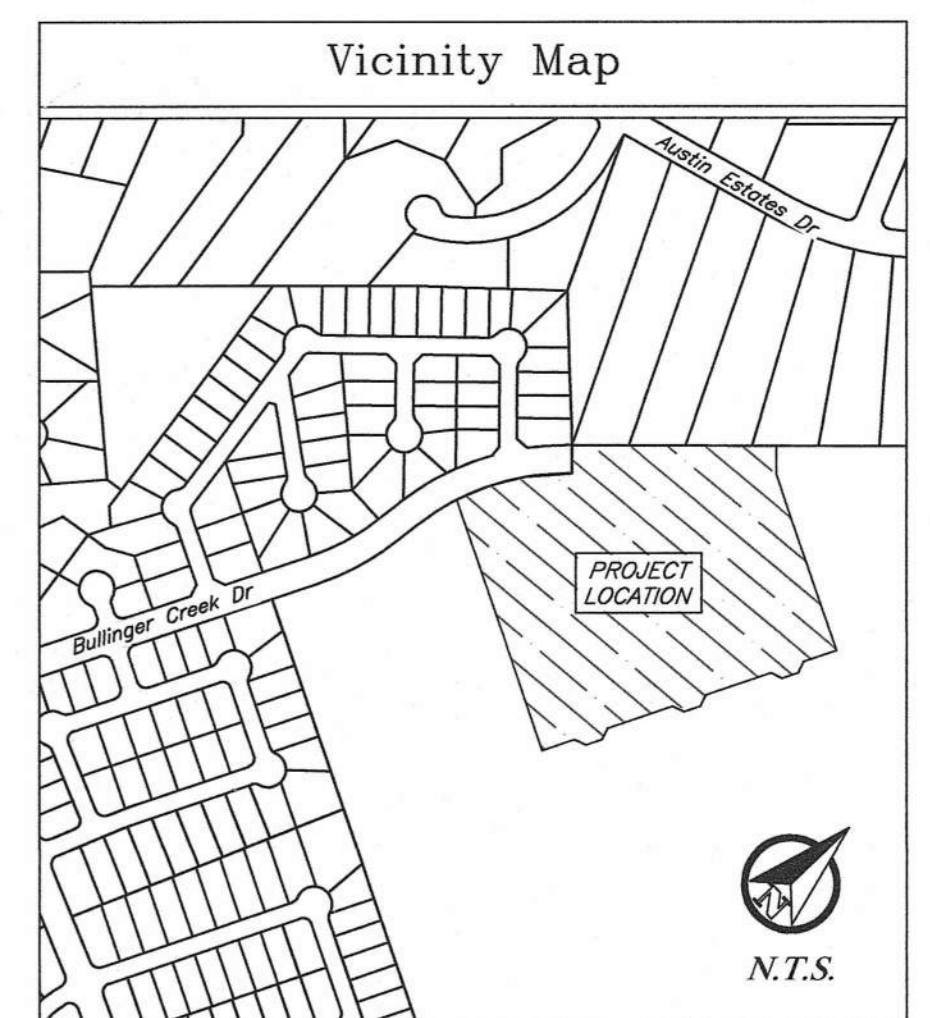 Vicinity Map
Austin Estates Dr
PROJECT
LOCATION
Bullinger Creek Dr
N
N.T.S.